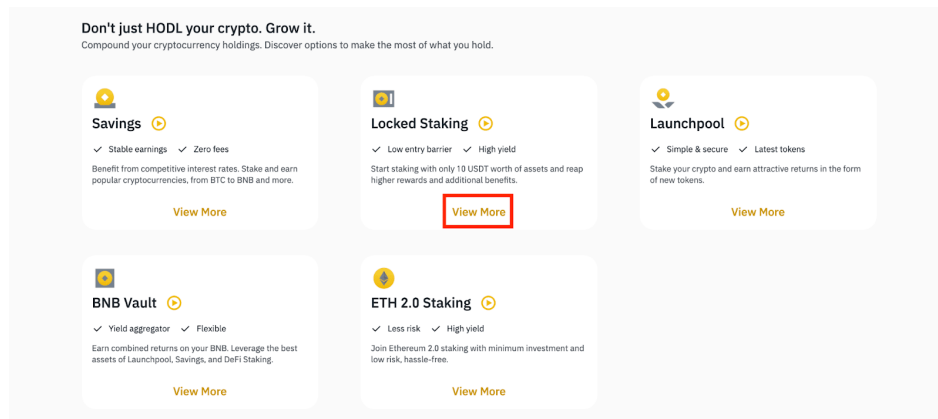 Don't just HODL your crypto. Grow it.
Compound your cryptocurrency holdings. Discover options to make the most of what you hold.
Savings
Stable earnings Zero fees
Benefit from competitive interest rates. Stake and earn
popular cryptocurrencies, from BTC to BNB and more.
View More
Locked Staking
Low entry barrier High yield
Start staking with only 10 USDT worth of assets and reap
higher rewards and additional benefits.
View More
Launchpool
Simple & secure Latest tokens
Stake your crypto and earn attractive returns in the form
of new tokens.
View More
BNB Vault
Yield aggregator Flexible
Earn combined returns on your BNB. Leverage the best
assets of Launchpool, Savings, and DeFi Staking.
View More
ETH 2.0 Staking
Less risk High yield
Join Ethereum 2.0 staking with minimum investment and
low risk, hassle-free.
View More